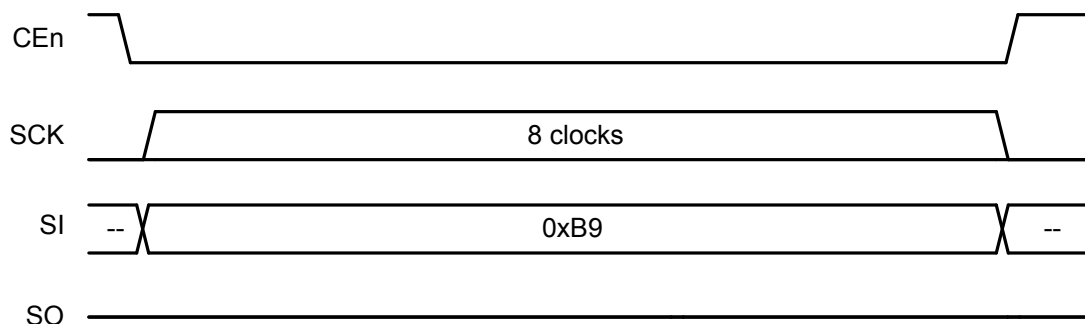 CEn
SCK 8 clocks
SI -- 0xB9 --
SO